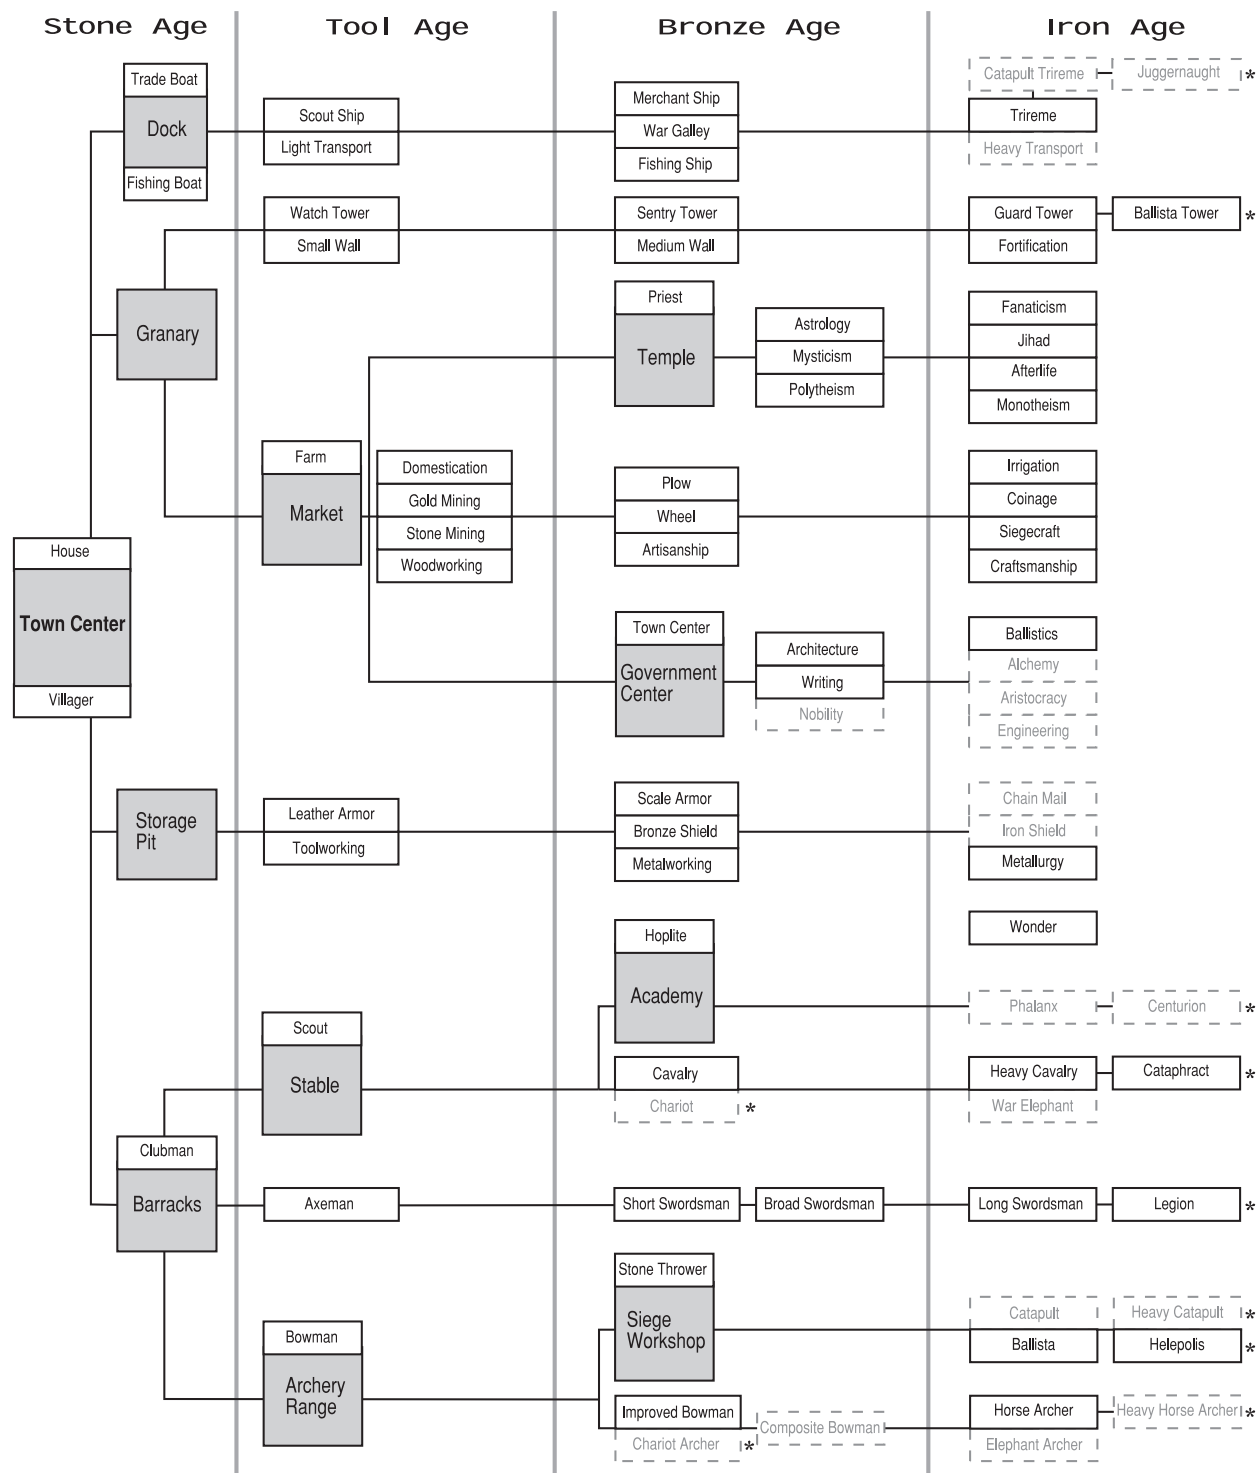 Stone Age
Tool Age
Bronze Age
Iron Age
Trade Boat
Dock
Fishing Boat
Scout Ship
Light Transport
Merchant Ship
War Galley
Fishing Ship
Catapult Trireme
Juggernaught
*
Trireme
Heavy Transport
Watch Tower
Small Wall
Sentry Tower
Medium Wall
Guard Tower
Ballista Tower
*
Fortification
Granary
Priest
Temple
Astrology
Mysticism
Polytheism
Fanaticism
Jihad
Afterlife
Monotheism
Farm
Market
Domestication
Gold Mining
Stone Mining
Woodworking
Plow
Wheel
Artisanship
Irrigation
Coinage
Siegecraft
Craftsmanship
House
Town Center
Villager
Town Center
Government
Center
Architecture
Writing
Nobility
Ballistics
Alchemy
Aristocracy
Engineering
Storage
Pit
Leather Armor
Toolworking
Scale Armor
Bronze Shield
Metalworking
Chain Mail
Iron Shield
Metallurgy
Wonder
Hoplite
Academy
Phalanx
Centurion
*
Scout
Stable
Cavalry
Chariot
*
Heavy Cavalry
Cataphract
*
War Elephant
Clubman
Barracks
Axeman
Short Swordsman
Broad Swordsman
Long Swordsman
Legion
*
Stone Thrower
Siege
Workshop
Catapult
Heavy Catapult
*
Ballista
Helepolis
*
Bowman
Archery
Range
Improved Bowman
Chariot Archer
*
Composite Bowman
Horse Archer
Heavy Horse Archer
*
Elephant Archer